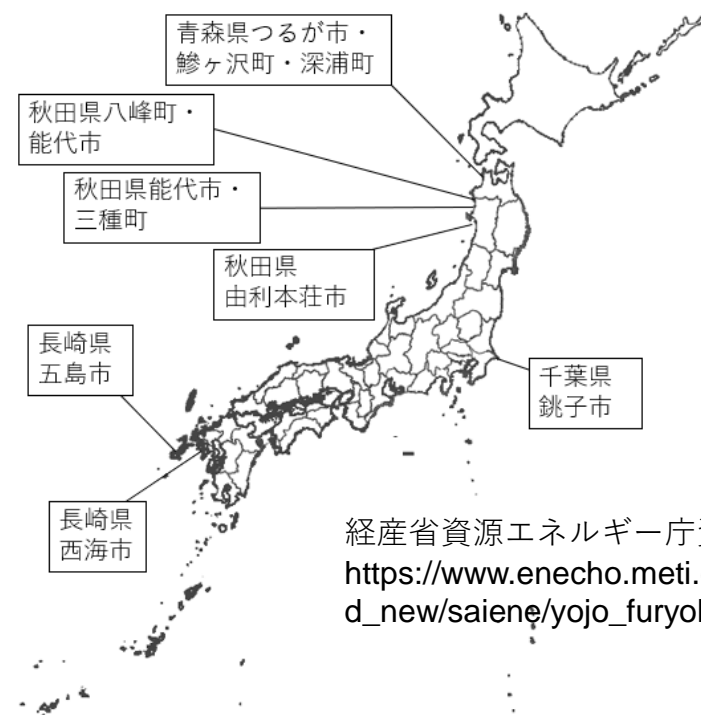 青森県つるが市・
鰺ヶ沢町・深浦町
秋田県八峰町・
能代市
秋田県能代市・
三種町
秋田県
由利本荘市
長崎県
五島市
千葉県
銚子市
長崎県
西海市
経産省資源エネルギー庁
https://www.enecho.meti.
d_new/saiene/yojo_furyo